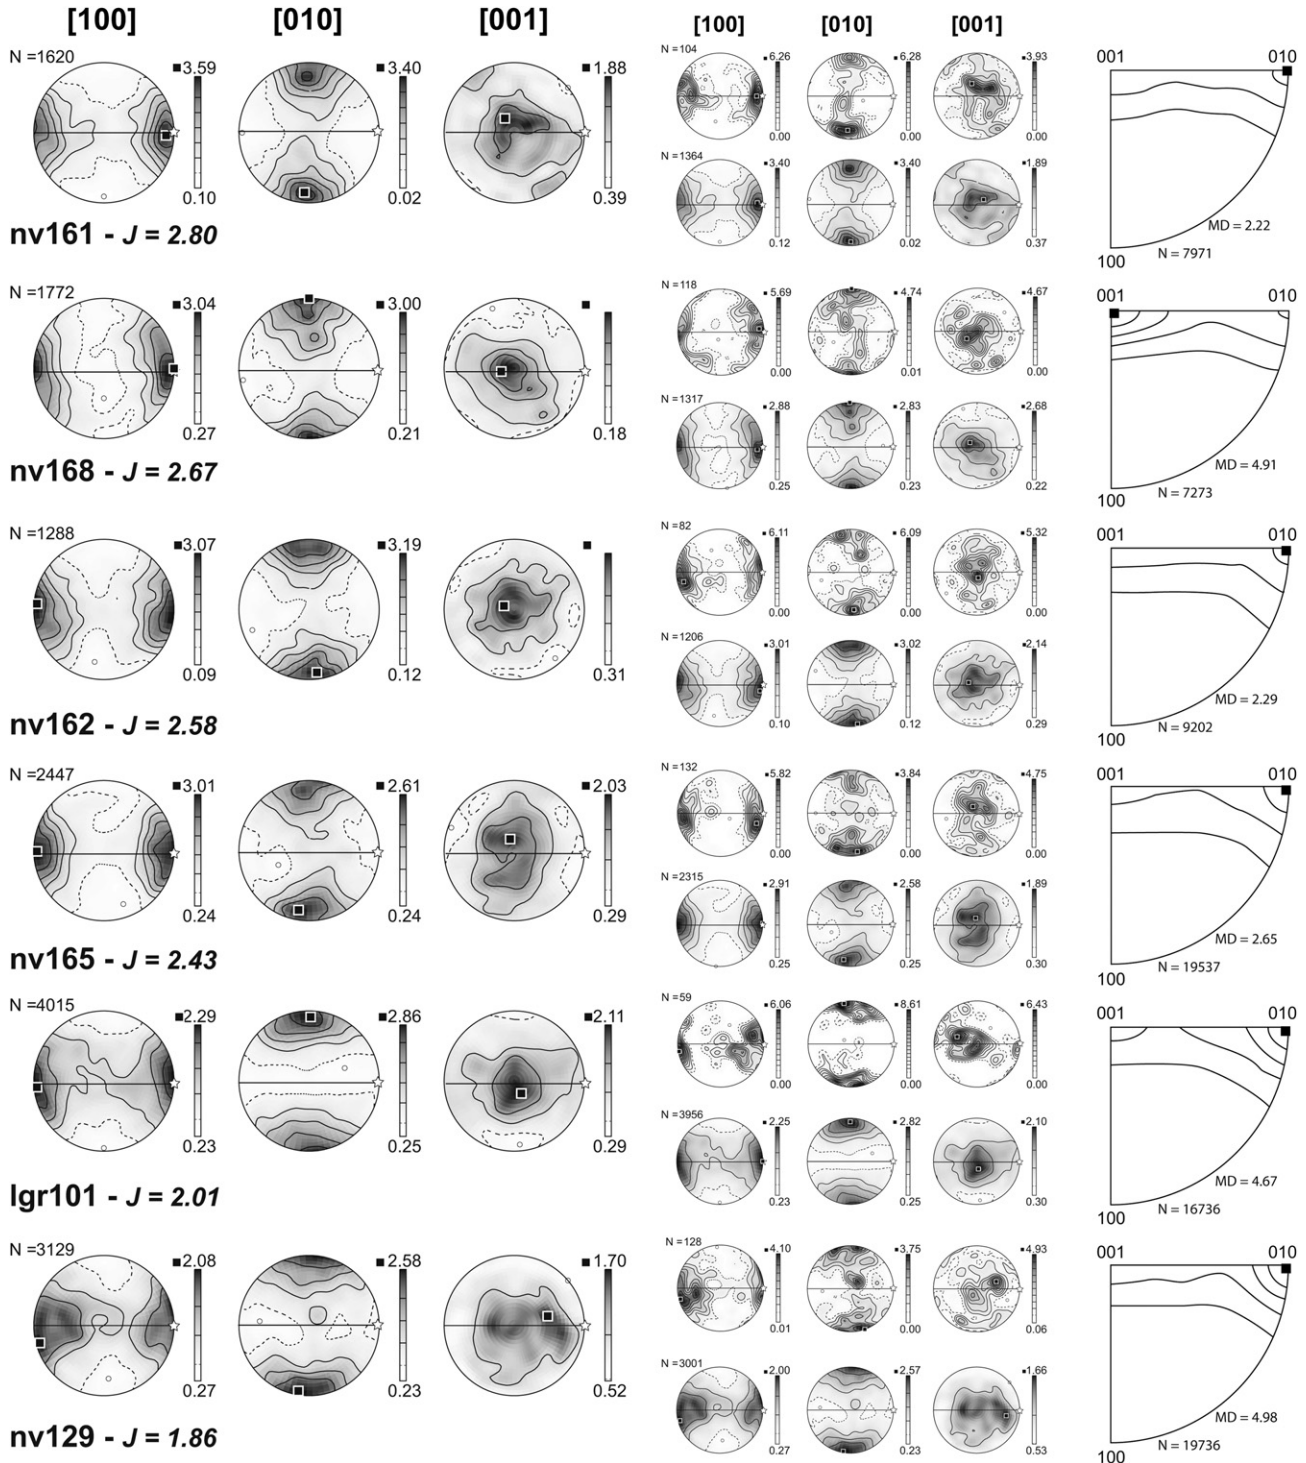 [100] [010] [001]
[100] [010] [001]
N =1620
3.59 3.40 1.88
0.10 0.02 0.39
nv161 - J = 2.80
N =104
6.26 6.28 3.93
0.00 0.00 0.00
N =1364
3.40 3.40 1.89
0.12 0.02 0.37
001 010
MD = 2.22
100 N = 7971
N =1772
3.04 3.00
0.27 0.21 0.18
nv168 - J = 2.67
N =118
5.69 4.74 4.67
0.00 0.01 0.00
N =1317
2.88 2.83 2.68
0.25 0.23 0.22
001 010
MD = 4.91
100 N = 7273
N =1288
3.07 3.19
0.09 0.12 0.31
nv162 - J = 2.58
N =82
6.11 6.09 5.32
0.00 0.00 0.00
N =1206
3.01 3.02 2.14
0.10 0.12 0.29
001 010
MD = 2.29
100 N = 9202
N =2447
3.01 2.61 2.03
0.24 0.24 0.29
nv165 - J = 2.43
N =132
5.82 3.84 4.75
0.00 0.00 0.00
N =2315
2.91 2.58 1.89
0.25 0.25 0.30
001 010
MD = 2.65
100 N = 19537
N =4015
2.29 2.86 2.11
0.23 0.25 0.29
lgr101 - J = 2.01
N =59
6.06 8.61 6.43
0.00 0.00 0.00
N =3956
2.25 2.82 2.10
0.23 0.25 0.30
001 010
MD = 4.67
100 N = 16736
N =3129
2.08 2.58 1.70
0.27 0.23 0.52
nv129 - J = 1.86
N =128
4.10 3.75 4.93
0.01 0.00 0.06
N =3001
2.00 2.57 1.66
0.27 0.23 0.53
001 010
MD = 4.98
100 N = 19736